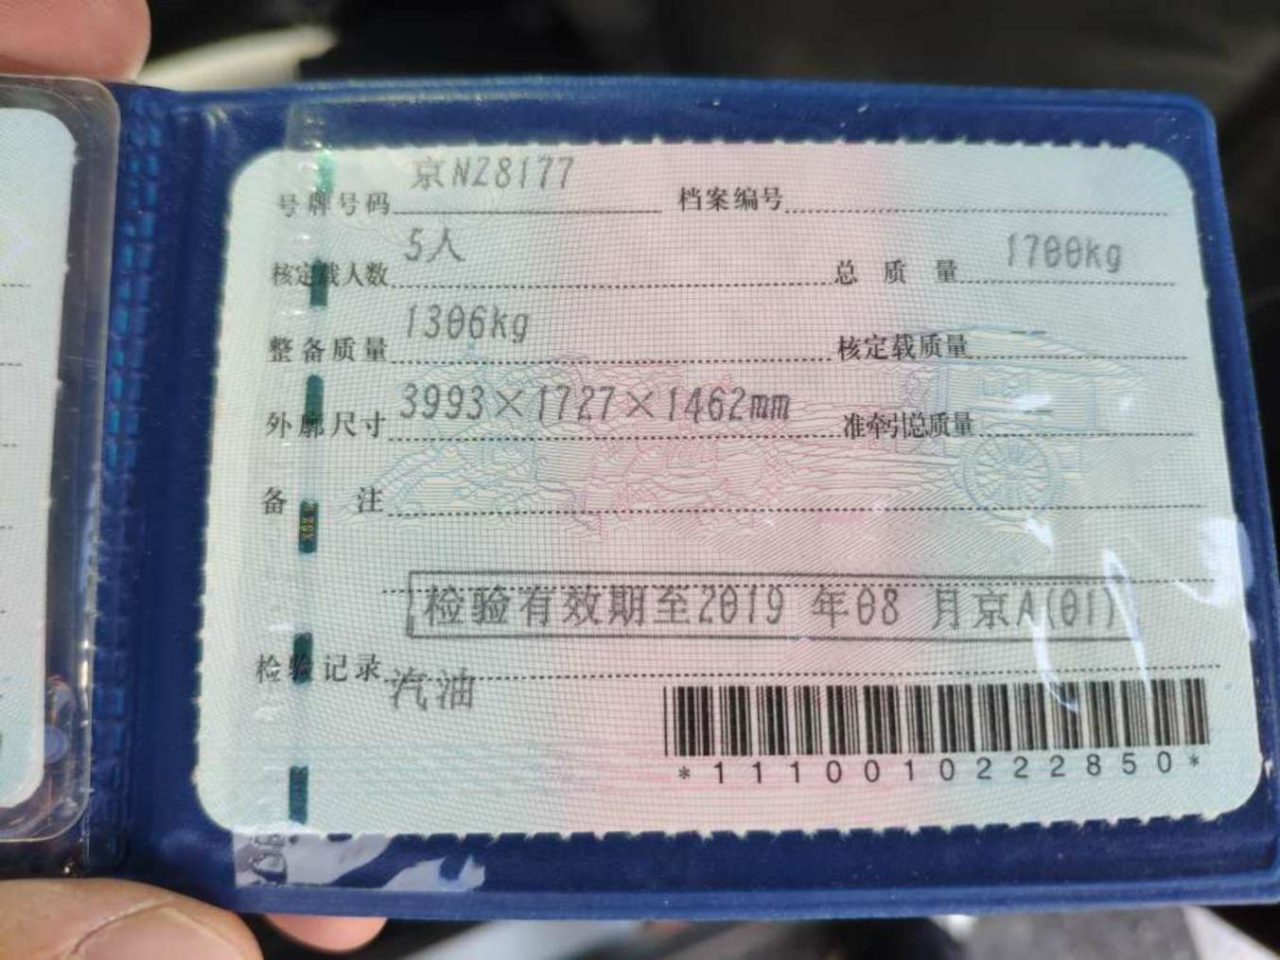 号牌号码 京NZ8177 档案编号
核定载人数 5人 总质量 1700kg
整备质量 1306kg 核定载质量
外廓尺寸 3993×1727×1462mm 准牵引总质量
备注
检验有效期至2019 年08 月京A(01)
检验记录 汽油
*1110010222850*